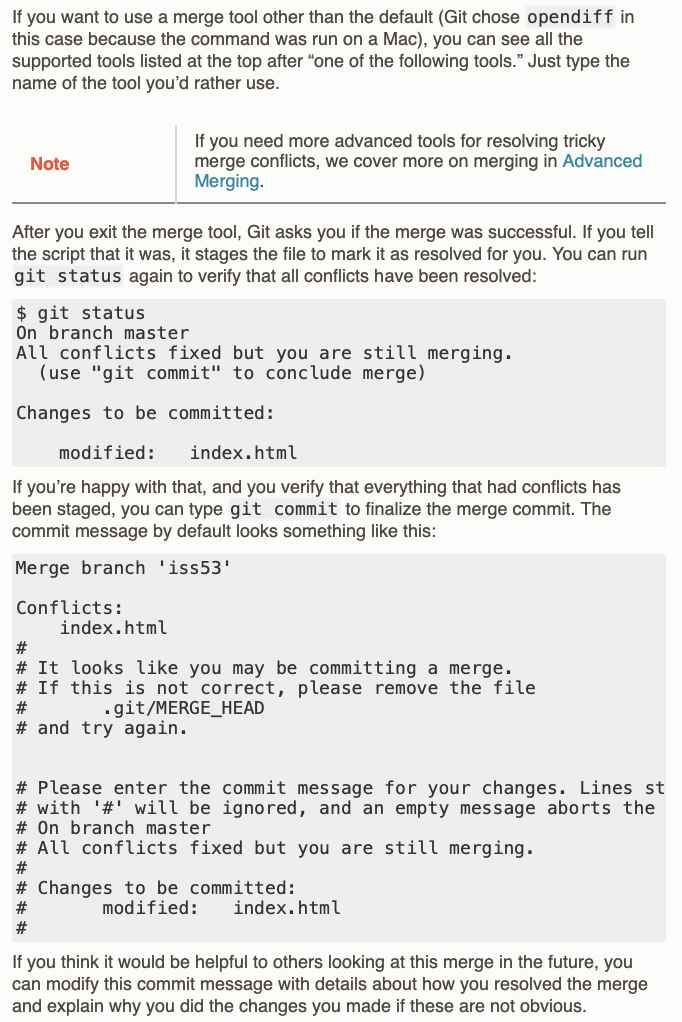 If you want to use a merge tool other than the default (Git chose opendiff in
this case because the command was run on a Mac), you can see all the
supported tools listed at the top after “one of the following tools.” Just type the
name of the tool you’d rather use.
Note
If you need more advanced tools for resolving tricky
merge conflicts, we cover more on merging in Advanced
Merging.
After you exit the merge tool, Git asks you if the merge was successful. If you tell
the script that it was, it stages the file to mark it as resolved for you. You can run
git status again to verify that all conflicts have been resolved:
$ git status
On branch master
All conflicts fixed but you are still merging.
  (use "git commit" to conclude merge)
Changes to be committed:
    modified:   index.html
If you’re happy with that, and you verify that everything that had conflicts has
been staged, you can type git commit to finalize the merge commit. The
commit message by default looks something like this:
Merge branch 'iss53'
Conflicts:
    index.html
#
# It looks like you may be committing a merge.
# If this is not correct, please remove the file
#       .git/MERGE_HEAD
# and try again.
# Please enter the commit message for your changes. Lines st
# with '#' will be ignored, and an empty message aborts the
# On branch master
# All conflicts fixed but you are still merging.
#
# Changes to be committed:
#       modified:   index.html
#
If you think it would be helpful to others looking at this merge in the future, you
can modify this commit message with details about how you resolved the merge
and explain why you did the changes you made if these are not obvious.